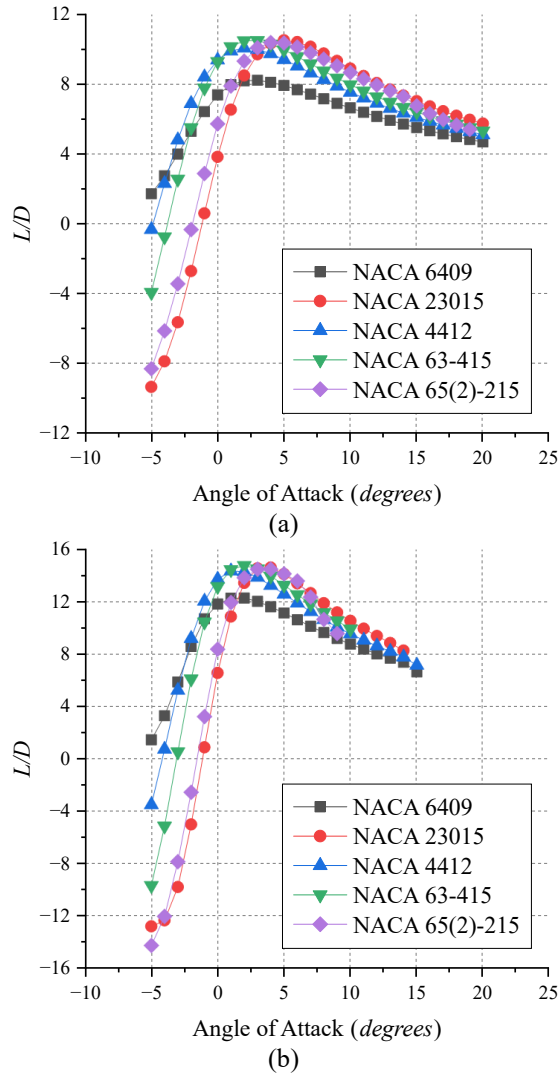 12
8
4
0
−4
−8
−12
L/D
NACA 6409
NACA 23015
NACA 4412
NACA 63-415
NACA 65(2)-215
−10 −5 0 5 10 15 20 25
Angle of Attack (degrees)
(a)
16
12
8
4
0
−4
−8
−12
−16
L/D
NACA 6409
NACA 23015
NACA 4412
NACA 63-415
NACA 65(2)-215
−10 −5 0 5 10 15 20 25
Angle of Attack (degrees)
(b)